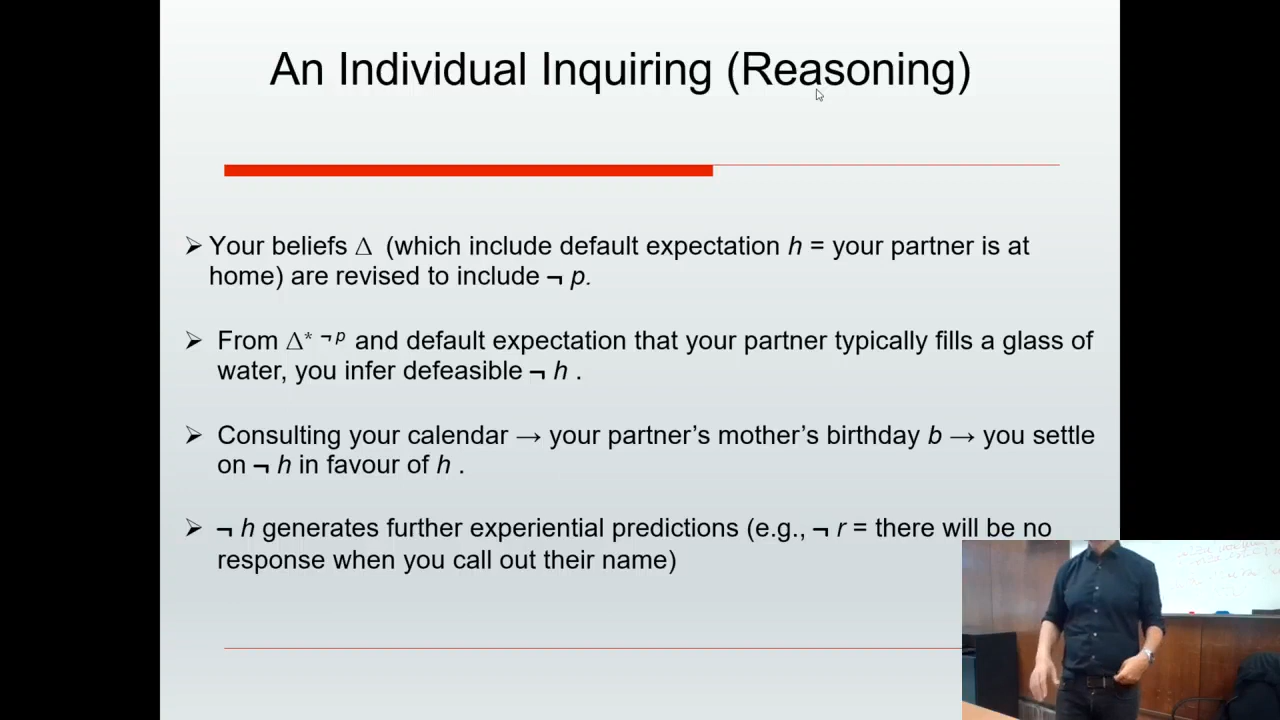 An Individual Inquiring (Reasoning)
➢ Your beliefs Δ (which include default expectation h = your partner is at
home) are revised to include ¬ p.
➢ From Δ* ¬ p and default expectation that your partner typically fills a glass of
water, you infer defeasible ¬ h .
➢ Consulting your calendar → your partner’s mother’s birthday b → you settle
on ¬ h in favour of h .
➢ ¬ h generates further experiential predictions (e.g., ¬ r = there will be no
response when you call out their name)